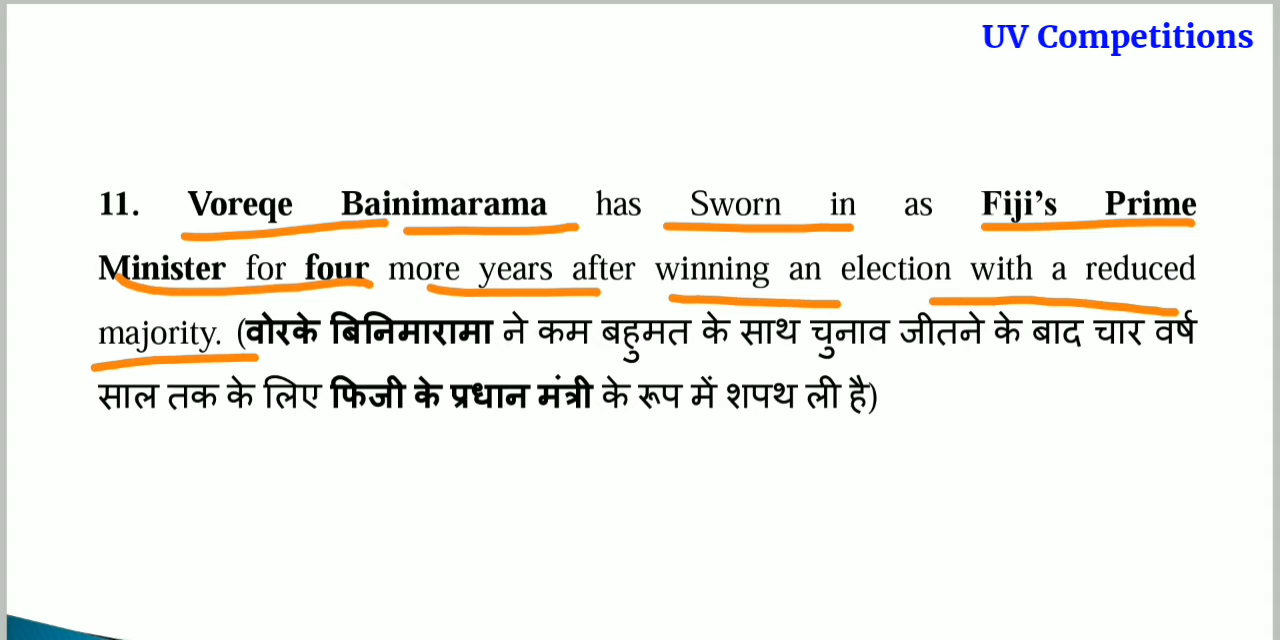 UV Competitions
11. Voreqe Bainimarama has Sworn in as Fiji’s Prime
Minister for four more years after winning an election with a reduced
majority. (वोरके बिनिमारामा ने कम बहुमत के साथ चुनाव जीतने के बाद चार वर्ष
साल तक के लिए फिजी के प्रधान मंत्री के रूप में शपथ ली है)